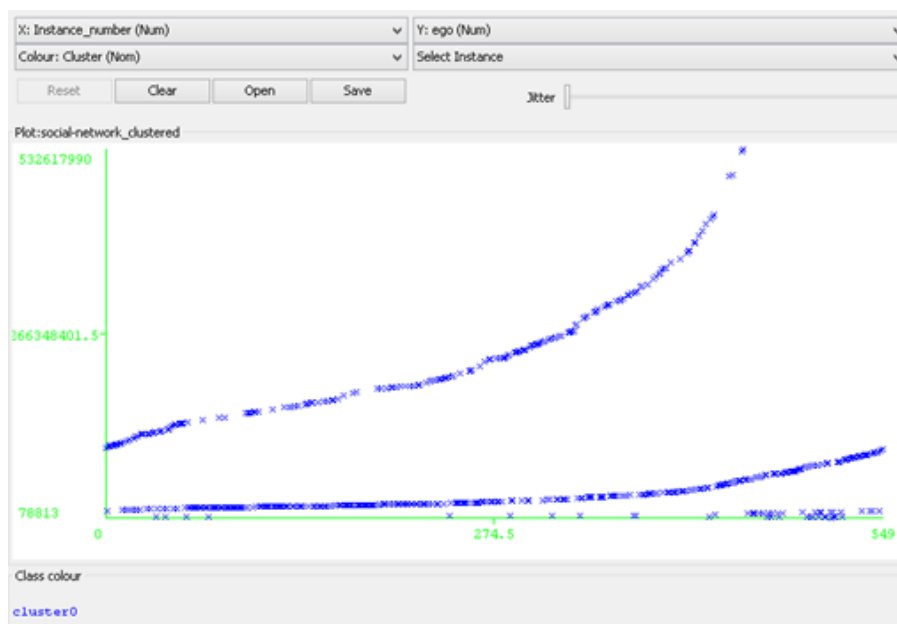 X: Instance_number (Num) Y: ego (Num)
Colour: Cluster (Nom) Select Instance
Reset Clear Open Save Jitter
Plot:social-network_clustered
532617990
266348401.5
78813
0 274.5 549
Class colour
cluster0